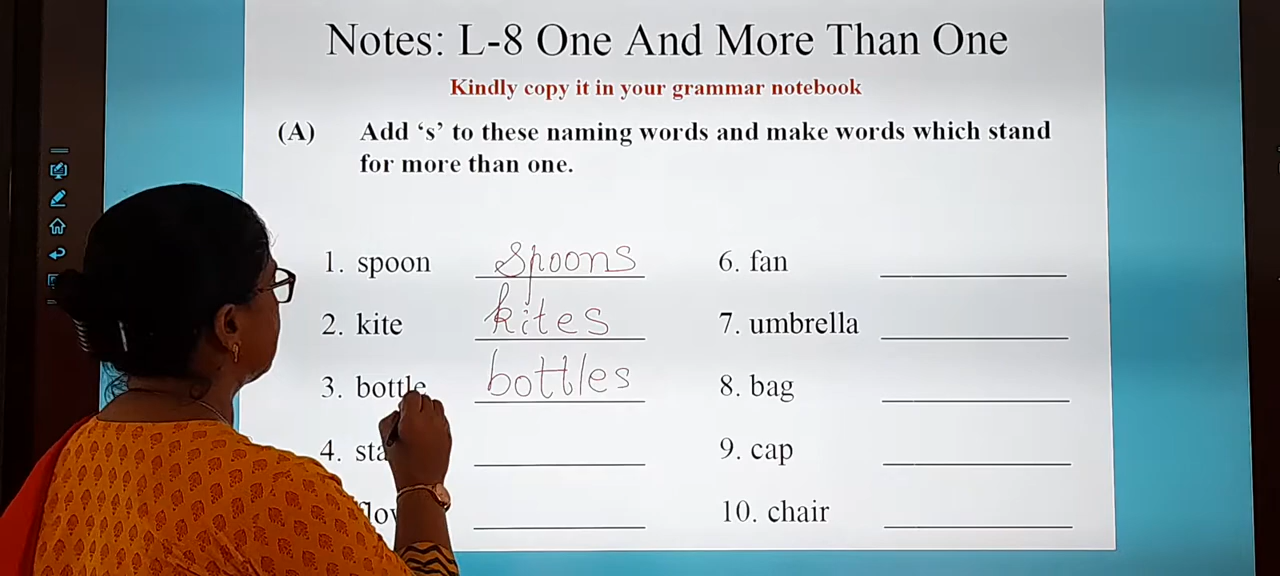 Notes: L-8 One And More Than One
Kindly copy it in your grammar notebook
(A) Add ‘s’ to these naming words and make words which stand
for more than one.
1. spoon spoons 6. fan
2. kite kites 7. umbrella
3. bottle bottles 8. bag
4. 9. cap
10. chair